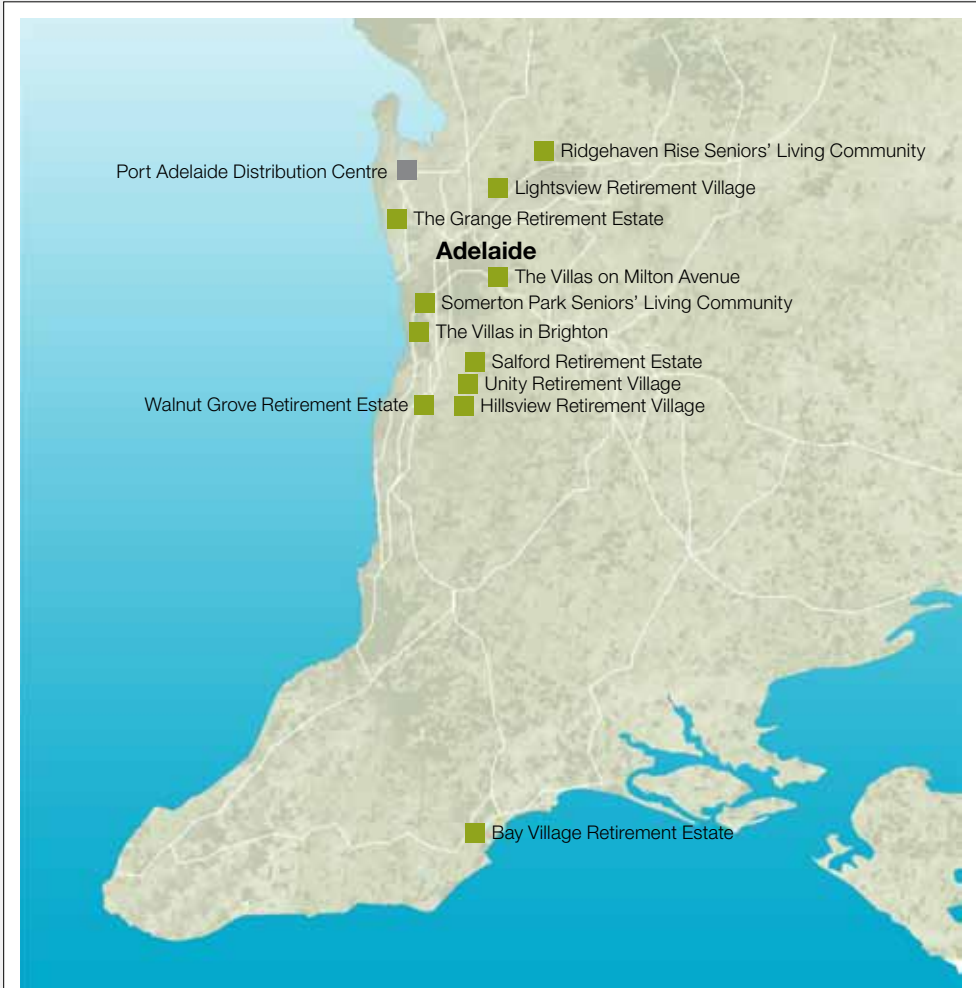 Ridgehaven Rise Seniors’ Living Community
Port Adelaide Distribution Centre
Lightsview Retirement Village
The Grange Retirement Estate
Adelaide
The Villas on Milton Avenue
Somerton Park Seniors’ Living Community
The Villas in Brighton
Salford Retirement Estate
Unity Retirement Village
Walnut Grove Retirement Estate
Hillsview Retirement Village
Bay Village Retirement Estate